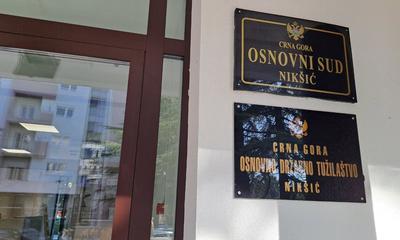 CRNA GORA
OSNOVNI SUD
NIKŠIĆ
CRNA GORA
OSNOVNO DRŽAVNO TUŽILAŠTVO
NIKŠIĆ